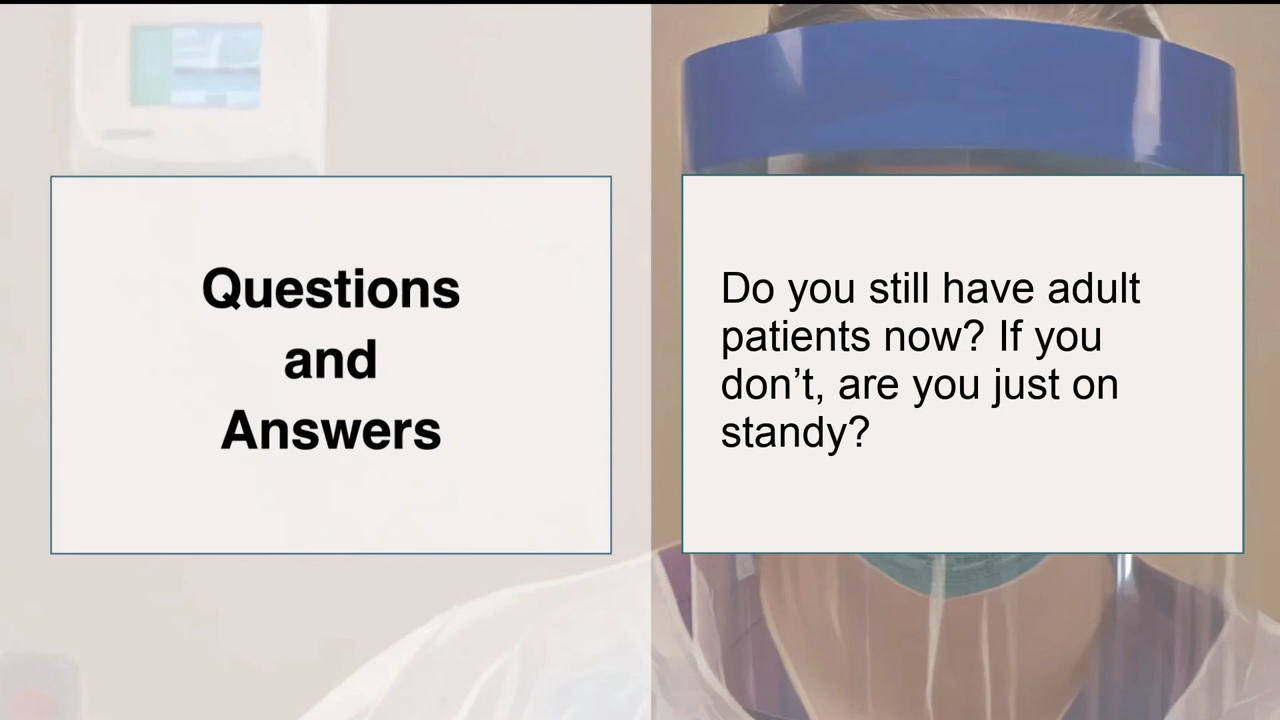 Questions
and
Answers
Do you still have adult
patients now? If you
don’t, are you just on
standy?